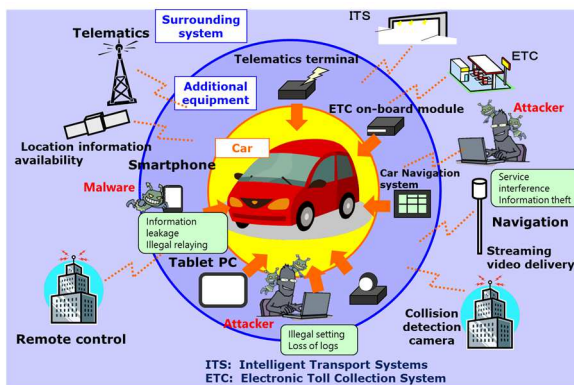 Surrounding system
ITS
Telematics
Telematics terminal
ETC
Additional equipment
ETC on-board module
Attacker
Car
Location information availability
Smartphone
Car Navigation system
Malware
Service interference
Information theft
Information leakage
Illegal relaying
Navigation
Tablet PC
Streaming video delivery
Attacker
Illegal setting
Loss of logs
Remote control
Collision detection camera
ITS: Intelligent Transport Systems
ETC: Electronic Toll Collection System